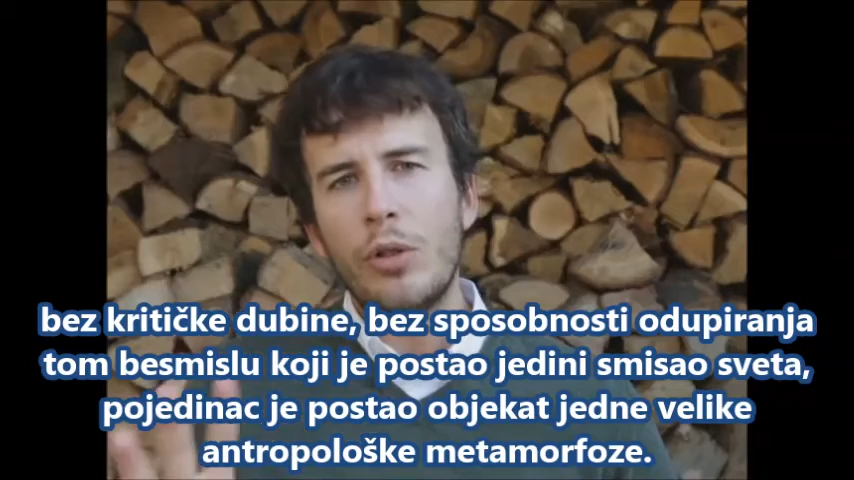 bez kritičke dubine, bez sposobnosti odupiranja
tom besmislu koji je postao jedini smisao sveta,
pojedinac je postao objekat jedne velike
antropološke metamorfoze.